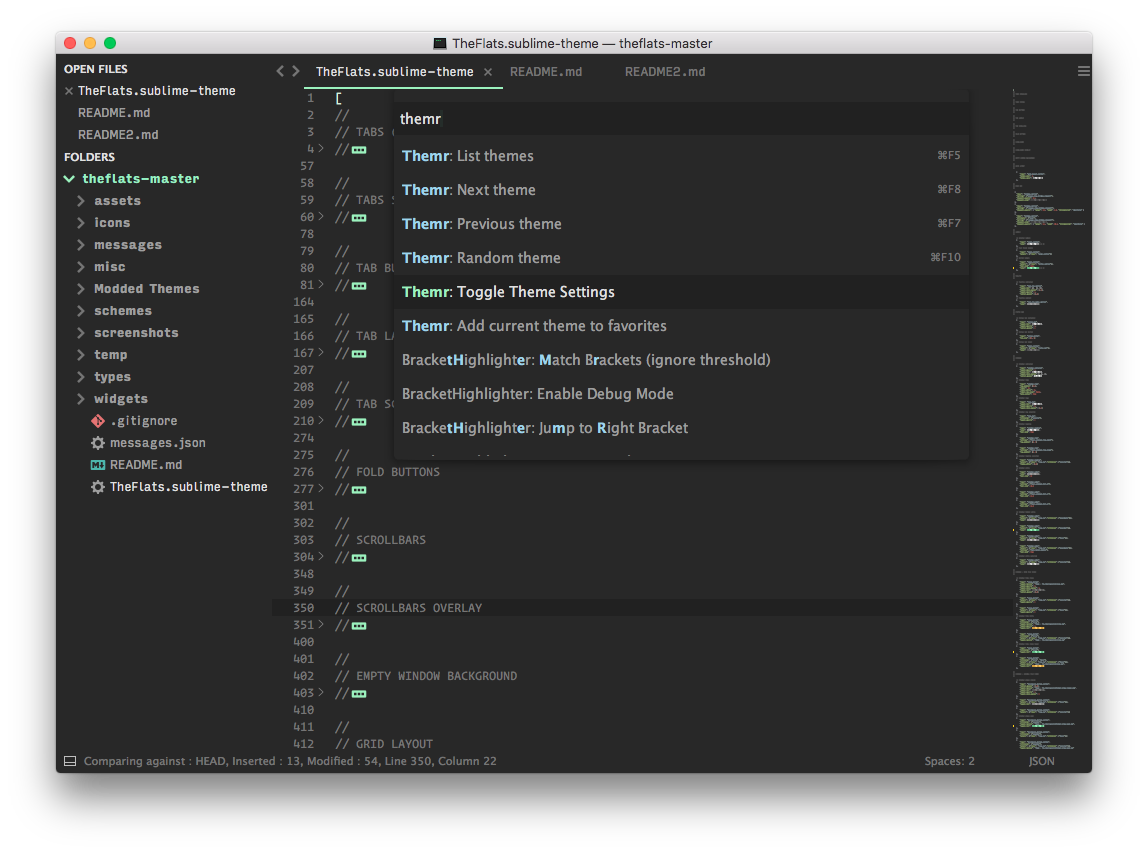 TheFlats.sublime-theme — theflats-master
OPEN FILES
TheFlats.sublime-theme
README.md
README2.md
FOLDERS
theflats-master
assets
icons
messages
misc
Modded Themes
schemes
screenshots
temp
types
widgets
.gitignore
messages.json
README.md
TheFlats.sublime-theme
TheFlats.sublime-theme README.md README2.md
1 [
2 //
3 // TABS
4 //
57
58 //
59 // TABS
60 //
78
79 //
80 // TAB
81 //
164
165 //
166 // TAB
167 //
207
208 //
209 // TAB
210 //
274
275 //
276 // FOLD BUTTONS
277 //
301
302 //
303 // SCROLLBARS
304 //
348
349 //
350 // SCROLLBARS OVERLAY
351 //
400
401 //
402 // EMPTY WINDOW BACKGROUND
403 //
410
411 //
412 // GRID LAYOUT
themr
Themr: List themes ⌘F5
Themr: Next theme ⌘F8
Themr: Previous theme ⌘F7
Themr: Random theme ⌘F10
Themr: Toggle Theme Settings
Themr: Add current theme to favorites
BracketHighlighter: Match Brackets (ignore threshold)
BracketHighlighter: Enable Debug Mode
BracketHighlighter: Jump to Right Bracket
Comparing against : HEAD, Inserted : 13, Modified : 54, Line 350, Column 22 Spaces: 2 JSON